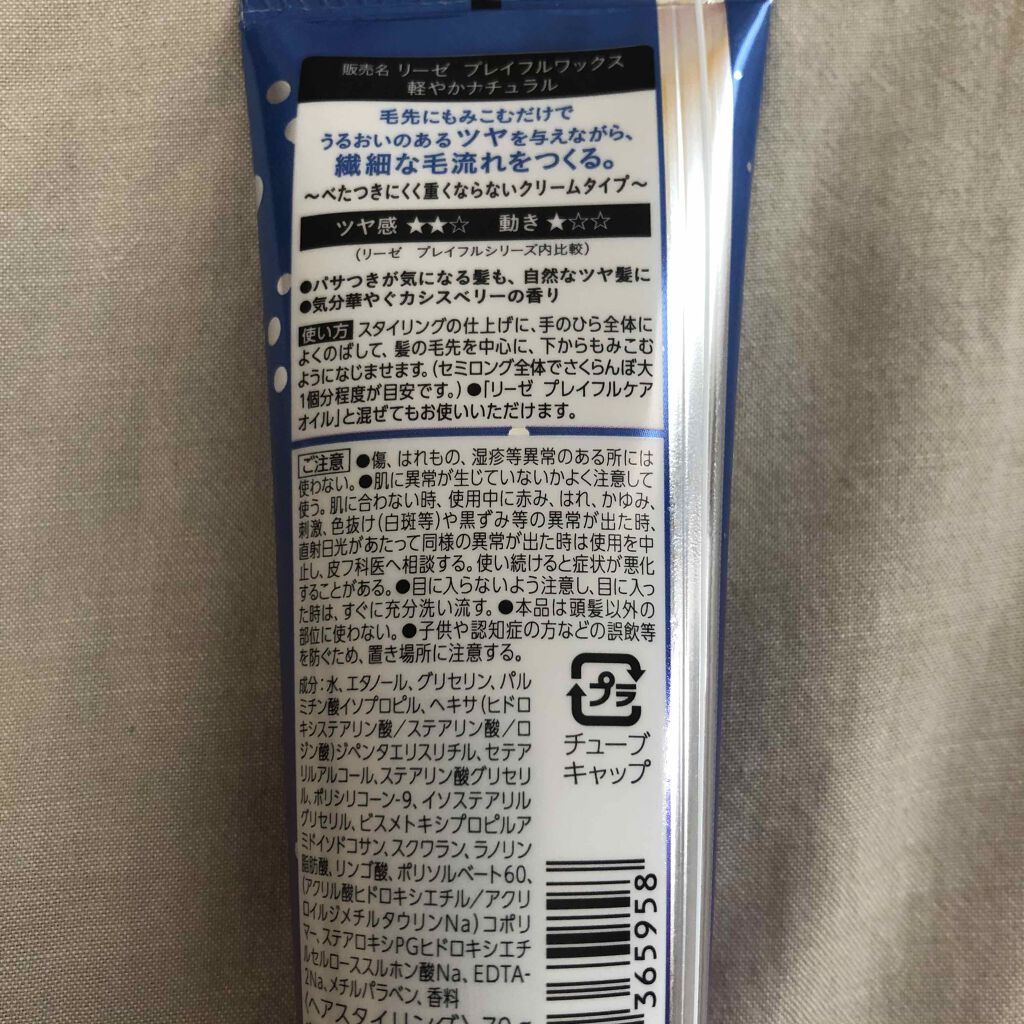 販売名 リーゼ プレイフルワックス
軽やかナチュラル
毛先にもみこむだけで
うるおいのあるツヤを与えながら、
繊細な毛流れをつくる。
〜べたつきにくく重くならないクリームタイプ〜
ツヤ感 ★★☆ 動き ★☆☆
(リーゼ プレイフルシリーズ内比較)
●パサつきが気になる髪も、自然なツヤ髪に
●気分華やぐカシスベリーの香り
使い方 スタイリングの仕上げに、手のひら全体に
よくのばして、髪の毛先を中心に、下からもみこむ
ようになじませます。(セミロング全体でさくらんぼ大
1個分程度が目安です。)●「リーゼ プレイフルケア
オイル」と混ぜてもお使いいただけます。
ご注意 ●傷、はれもの、湿疹等異常のある所には
使わない。●肌に異常が生じていないかよく注意して
使う。肌に合わない時、使用中に赤み、はれ、かゆみ、
刺激、色抜け(白斑等)や黒ずみ等の異常が出た時、
直射日光があたって同様の異常が出た時は使用を中
止し、皮フ科医へ相談する。使い続けると症状が悪化
することがある。●目に入らないよう注意し、目に入っ
た時は、すぐに充分洗い流す。●本品は頭髪以外の
部位に使わない。●子供や認知症の方などの誤飲等
を防ぐため、置き場所に注意する。
成分:水、エタノール、グリセリン、パル
ミチン酸イソプロピル、ヘキサ(ヒドロ
キシステアリン酸/ステアリン酸/ロ
ジン酸)ジペンタエリスリチル、セテア
リルアルコール、ステアリン酸グリセリ
ル、ポリシリコーン-9、イソステアリル
グリセリル、ビスメトキシプロピルア
ミドイソドコサン、スクワラン、ラノリン
脂肪酸、リンゴ酸、ポリソルベート60、
(アクリル酸ヒドロキシエチル/アクリ
ロイルジメチルタウリンNa)コポリ
マー、ステアロキシPGヒドロキシエチ
ルセルローススルホン酸Na、EDTA-
2Na、メチルパラベン、香料
(ヘアスタイリング)
プラ
チューブ
キャップ
365958